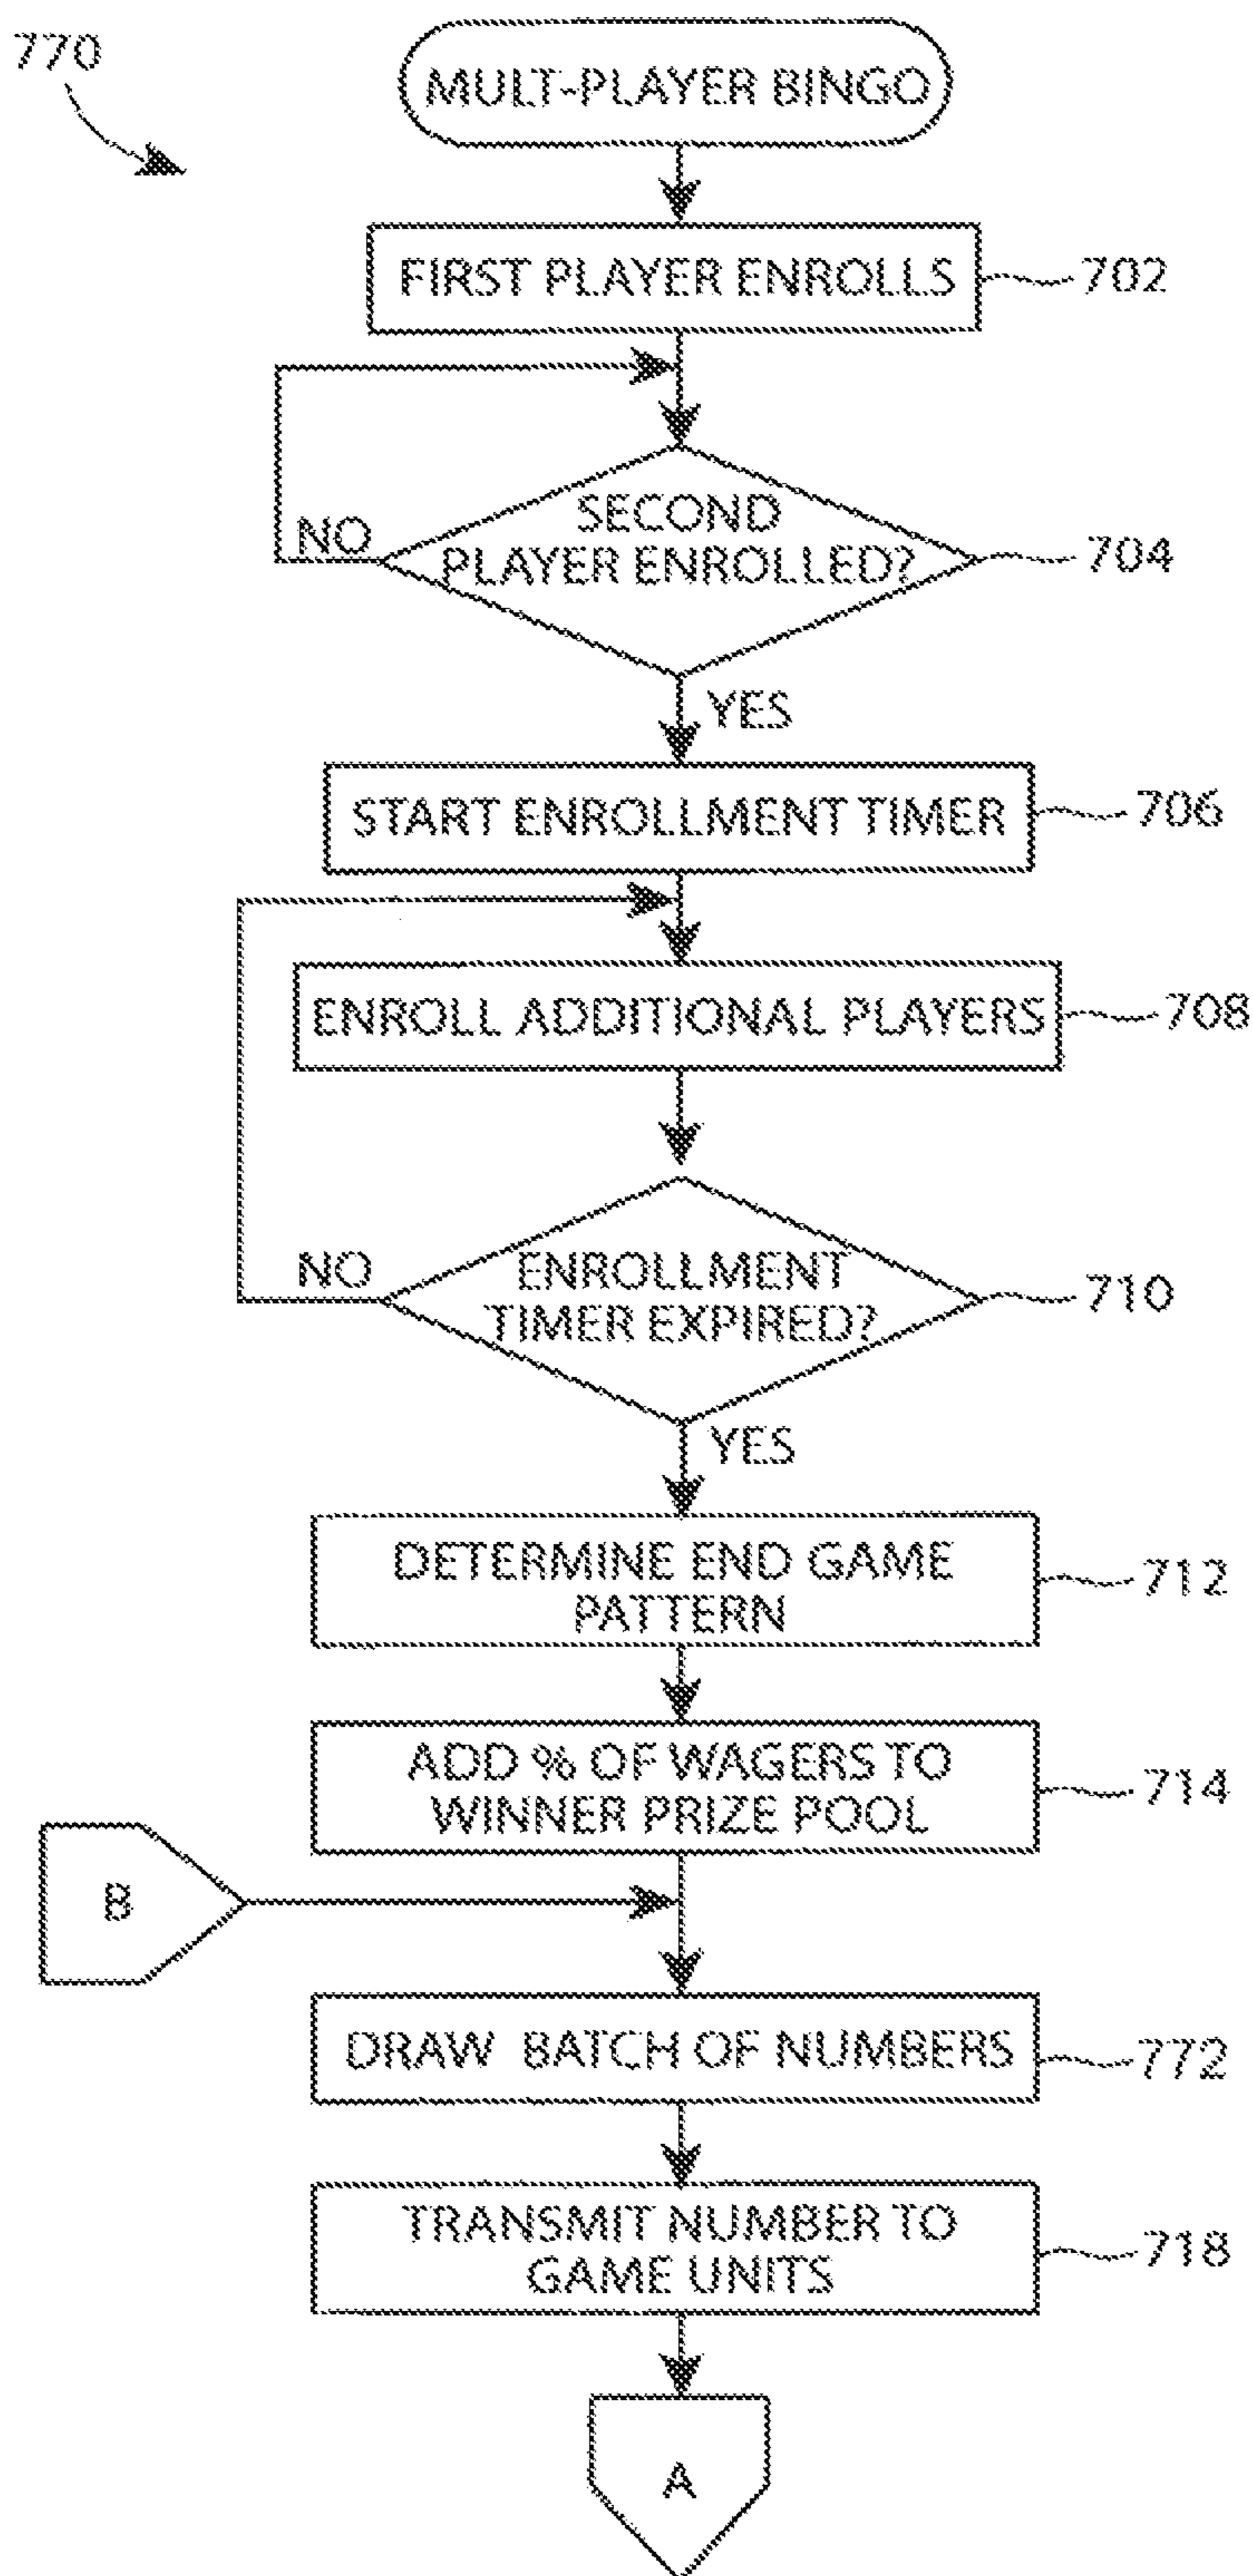 770
MULT-PLAYER BINGO
FIRST PLAYER ENROLLS
702
SECOND
PLAYER ENROLLED?
NO
704
YES
START ENROLLMENT TIMER
706
ENROLL ADDITIONAL PLAYERS
708
ENROLLMENT
TIMER EXPIRED?
NO
710
YES
DETERMINE END GAME
PATTERN
712
ADD % OF WAGERS TO
WINNER PRIZE POOL
714
B
DRAW BATCH OF NUMBERS
772
TRANSMIT NUMBER TO
GAME UNITS
718
A